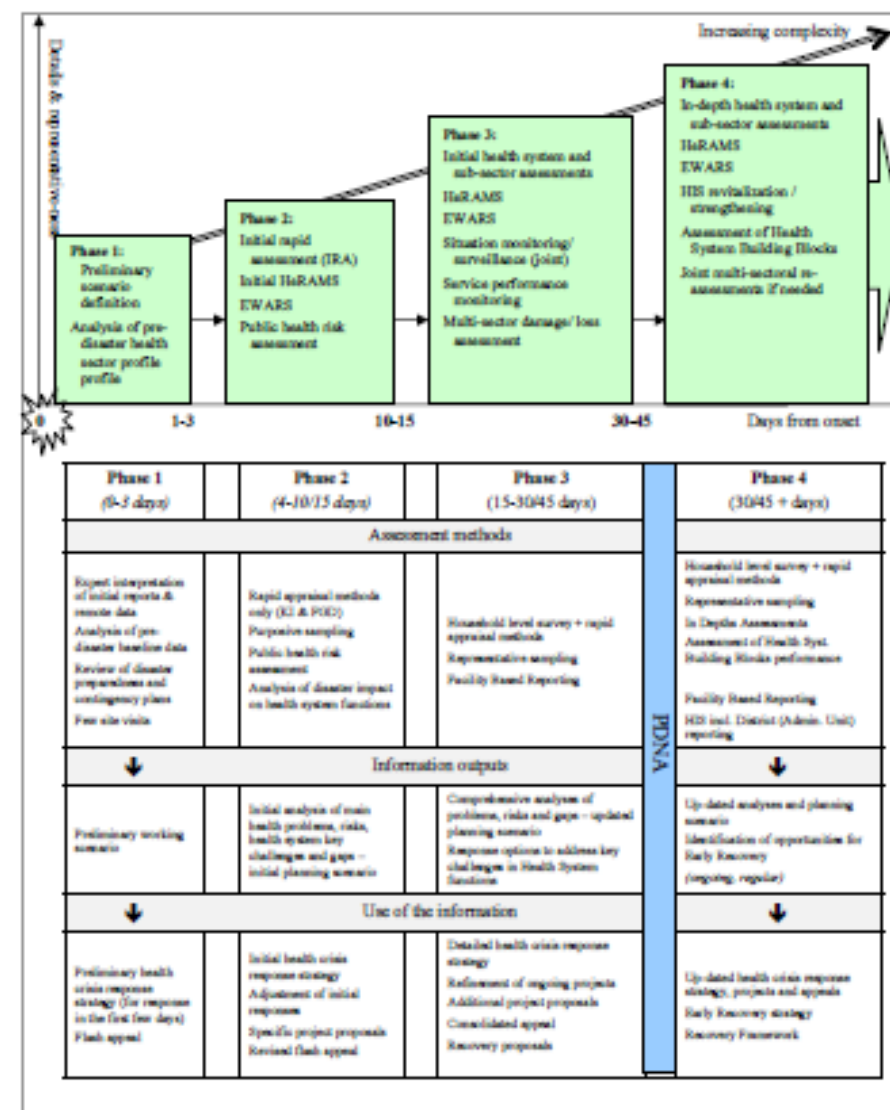 Increasing complexity
Details & representative-ness
Phase 1:
Preliminary
scenario
definition
Analysis of pre-
disaster health
sector profile
profile
Phase 2:
Initial rapid
assessment (IRA)
Initial HeRAMS
EWARS
Public health risk
assessment
Phase 3:
Initial health system and
sub-sector assessments
HeRAMS
EWARS
Situation monitoring/
surveillance (joint)
Service performance
monitoring
Multi-sector damage/ loss
assessment
Phase 4:
In-depth health system and
sub-sector assessments
HeRAMS
EWARS
HIS revitalization /
strengthening
Assessment of Health
System Building Blocks
Joint multi-sectoral re-
assessments if needed
0
1-3
10-15
30-45
Days from onset
Phase 1
(0-3 days)
Phase 2
(4-10/15 days)
Phase 3
(15-30/45 days)
Phase 4
(30/45 + days)
PDNA
Assessment methods
Expert interpretation
of initial reports &
remote data
Analysis of pre-
disaster baseline data
Review of disaster
preparedness and
contingency plans
Few site visits
Rapid appraisal methods
only (KI & FGD)
Purposive sampling
Public health risk
assessment
Analysis of disaster impact
on health system functions
Household level survey + rapid
appraisal methods
Representative sampling
Facility Based Reporting
Household level survey + rapid
appraisal methods
Representative sampling
In Depths Assessments
Assessment of Health Syst.
Building Blocks performance
Facility Based Reporting
HIS incl. District (Admin. Unit)
reporting
Information outputs
Preliminary working
scenario
Initial analysis of main
health problems, risks,
health system key
challenges and gaps –
initial planning scenario
Comprehensive analyses of
problems, risks and gaps – updated
planning scenario
Response options to address key
challenges in Health System
functions
Up dated analyses and planning
scenario
Identification of opportunities for
Early Recovery
(ongoing, regular)
Use of the information
Preliminary health
crisis response
strategy (for response
in the first few days)
Flash appeal
Initial health crisis
response strategy
Adjustment of initial
responses
Specific project proposals
Revised flash appeal
Detailed health crisis response
strategy
Refinement of ongoing projects
Additional project proposals
Consolidated appeal
Recovery proposals
Up dated health crisis response
strategy, projects and appeals
Early Recovery strategy
Recovery Framework